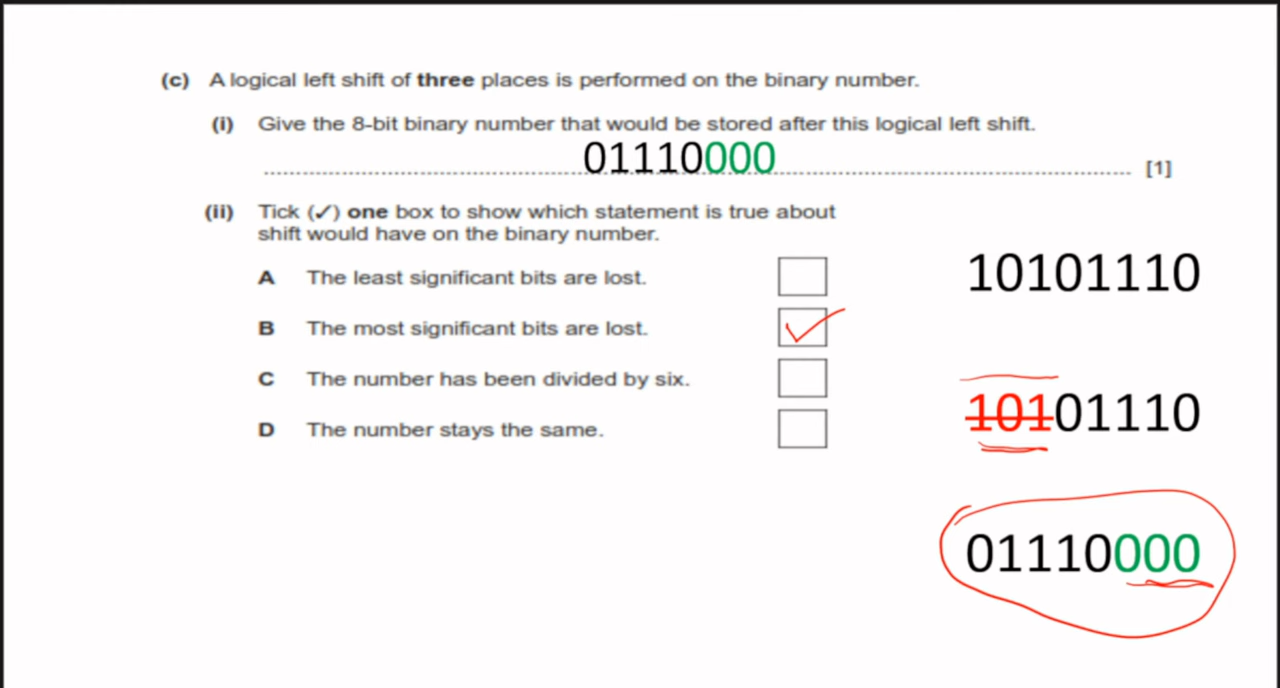 (c) A logical left shift of three places is performed on the binary number.
(i) Give the 8-bit binary number that would be stored after this logical left shift.
01110000
[1]
(ii) Tick (✓) one box to show which statement is true about
shift would have on the binary number.
A The least significant bits are lost.
B The most significant bits are lost.
C The number has been divided by six.
D The number stays the same.
10101110
10101110
01110000